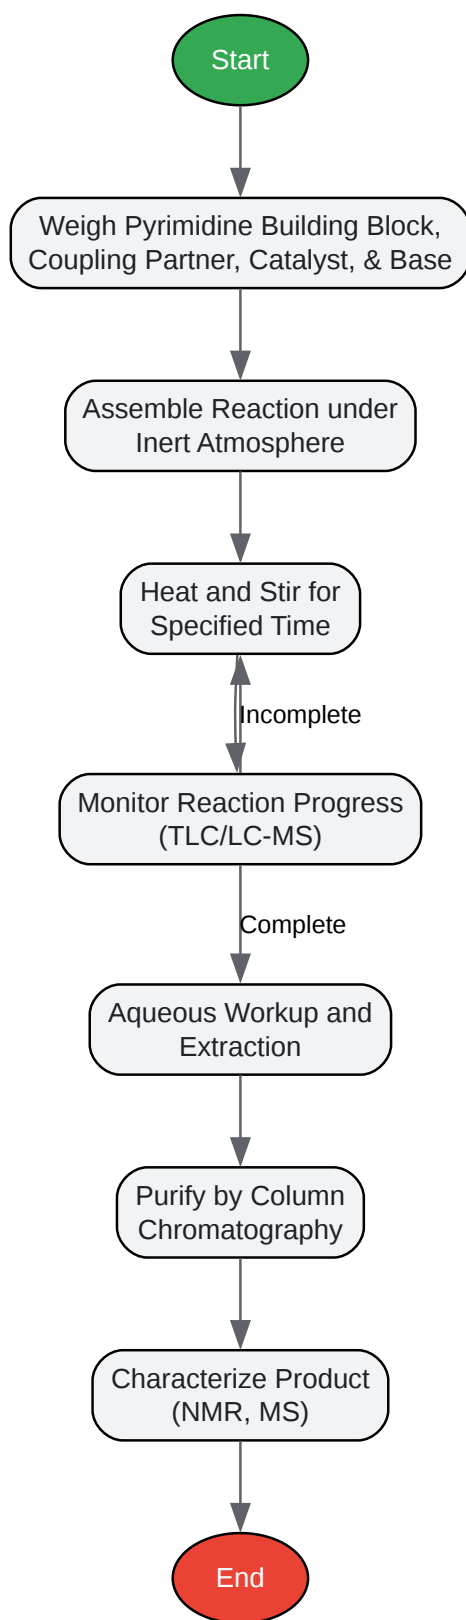 Start
Weigh Pyrimidine Building Block,
Coupling Partner, Catalyst, & Base
Assemble Reaction under
Inert Atmosphere
Heat and Stir for
Specified Time
Incomplete
Monitor Reaction Progress
(TLC/LC-MS)
Complete
Aqueous Workup and
Extraction
Purify by Column
Chromatography
Characterize Product
(NMR, MS)
End